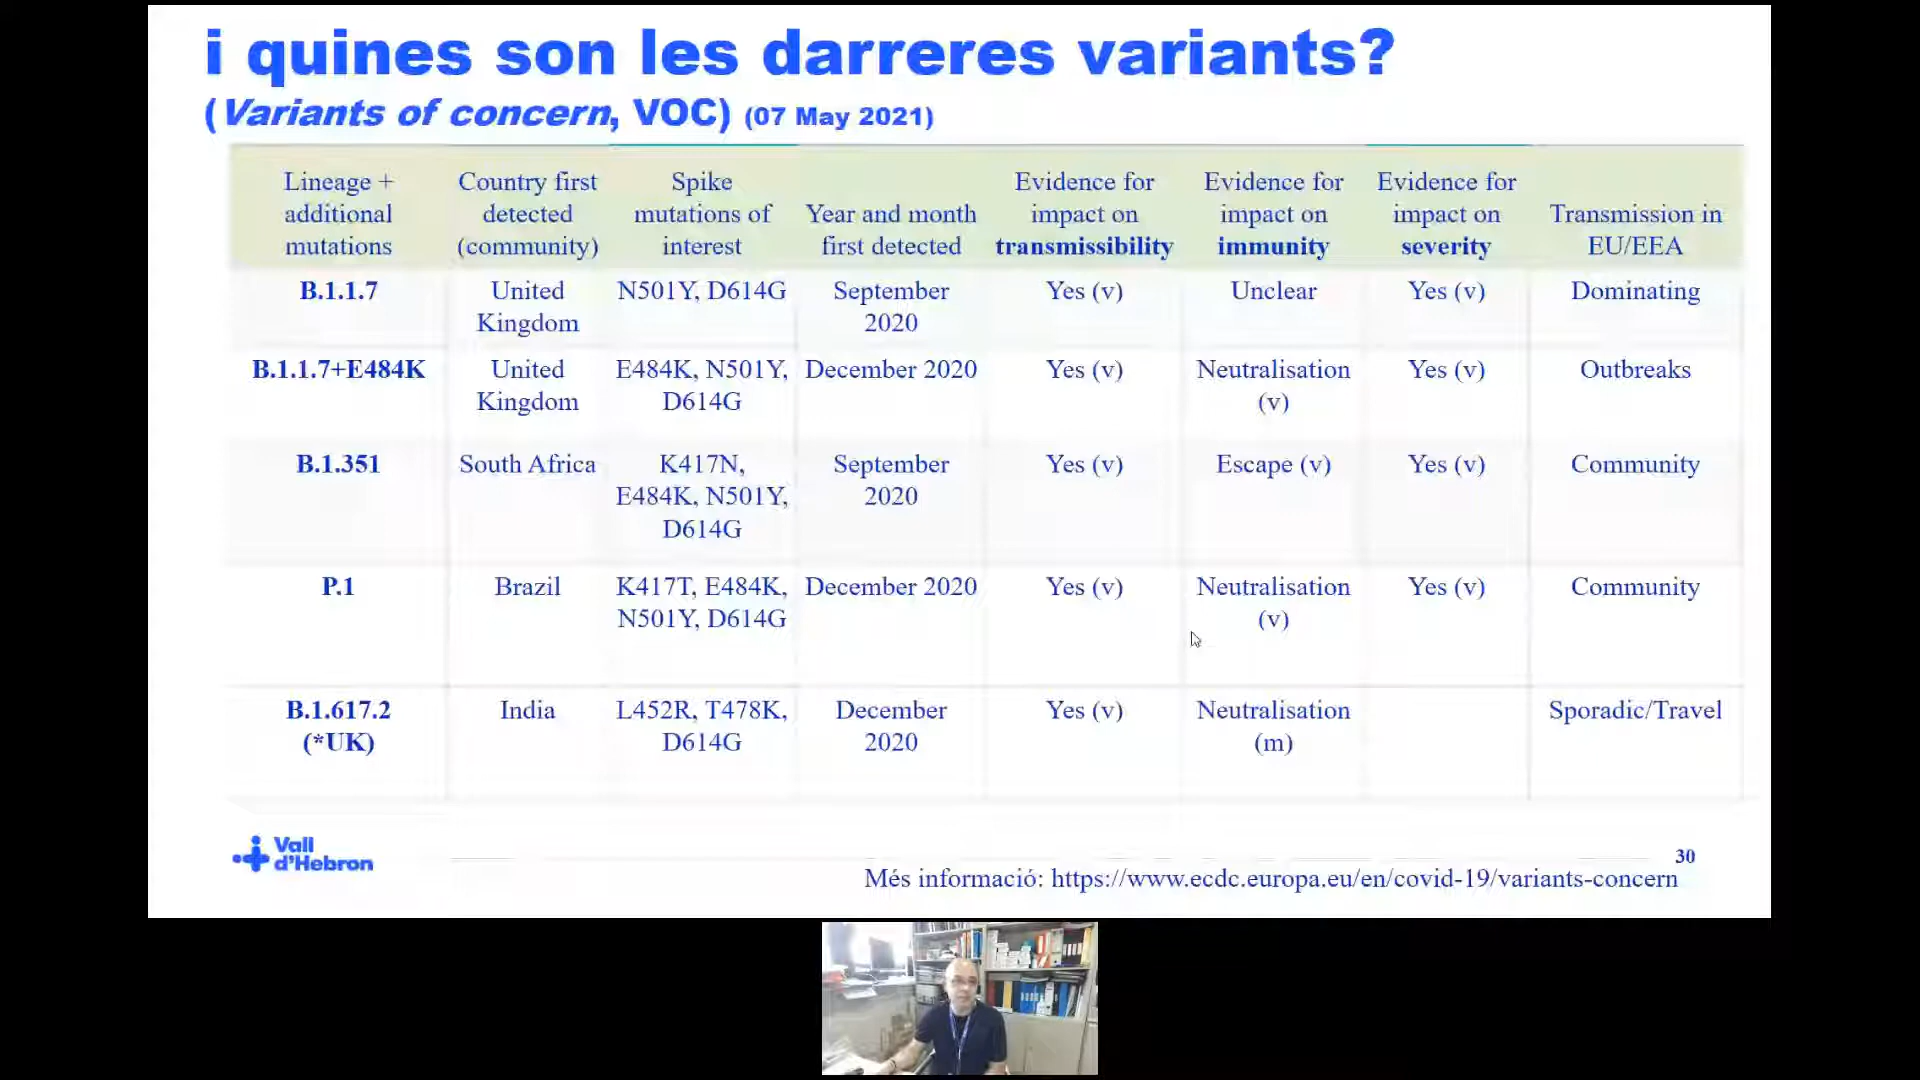 i quines son les darreres variants?
(Variants of concern, VOC) (07 May 2021)
Lineage +
additional
mutations
Country first
detected
(community)
Spike
mutations of
interest
Year and month
first detected
Evidence for
impact on
transmissibility
Evidence for
impact on
immunity
Evidence for
impact on
severity
Transmission in
EU/EEA
B.1.1.7
United
Kingdom
N501Y, D614G
September
2020
Yes (v)
Unclear
Yes (v)
Dominating
B.1.1.7+E484K
United
Kingdom
E484K, N501Y,
D614G
December 2020
Yes (v)
Neutralisation
(v)
Yes (v)
Outbreaks
B.1.351
South Africa
K417N,
E484K, N501Y,
D614G
September
2020
Yes (v)
Escape (v)
Yes (v)
Community
P.1
Brazil
K417T, E484K,
N501Y, D614G
December 2020
Yes (v)
Neutralisation
(v)
Yes (v)
Community
B.1.617.2
(*UK)
India
L452R, T478K,
D614G
December
2020
Yes (v)
Neutralisation
(m)
Sporadic/Travel
Vall
d'Hebron
30
Més informació: https://www.ecdc.europa.eu/en/covid-19/variants-concern